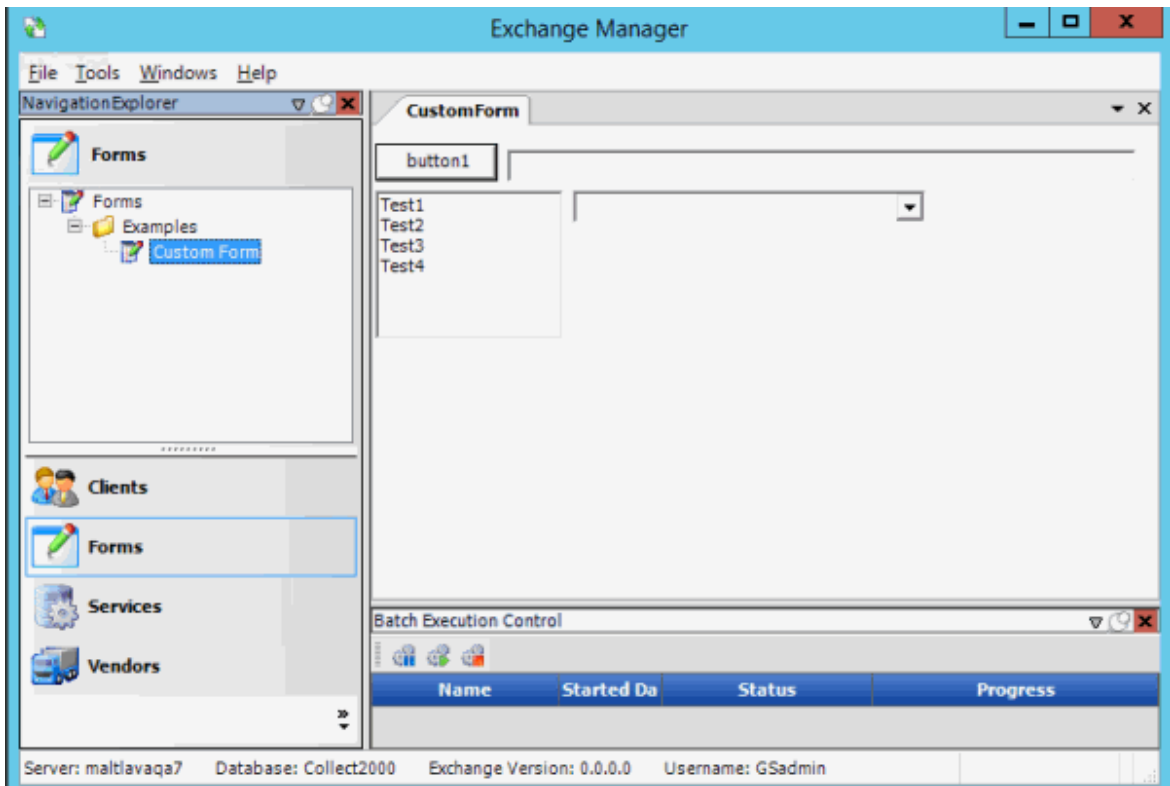 Exchange Manager
File Tools Windows Help
NavigationExplorer
Forms
Forms
Examples
Custom Form
Clients
Forms
Services
Vendors
CustomForm
button1
Test1
Test2
Test3
Test4
Batch Execution Control
Name Started Da Status Progress
Server: maltlavaqa7 Database: Collect2000 Exchange Version: 0.0.0.0 Username: GSadmin